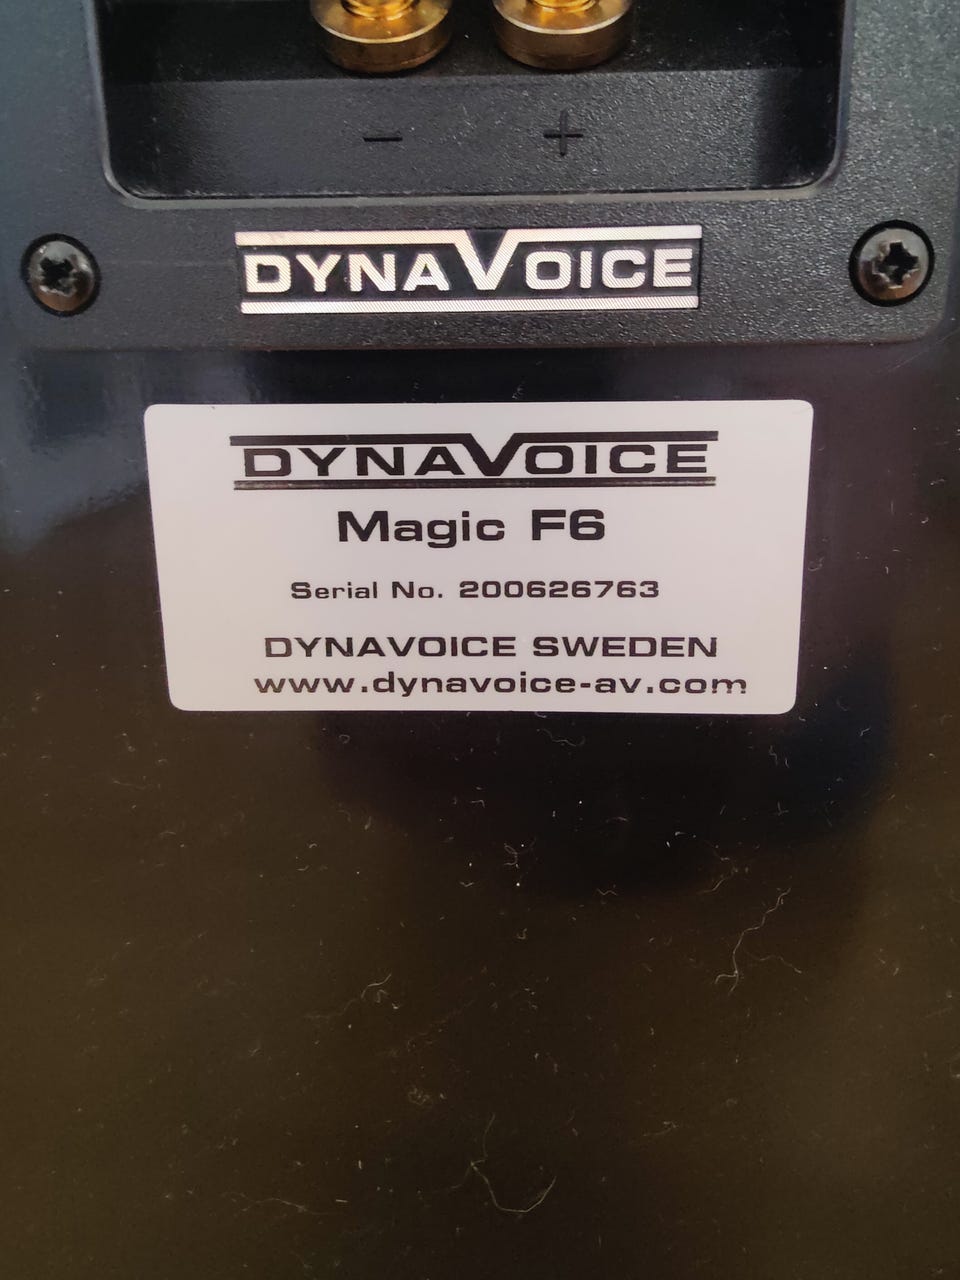 - +
DYNAVOICE
DYNAVOICE
Magic F6
Serial No. 200626763
DYNAVOICE SWEDEN
www.dynavoice-av.com